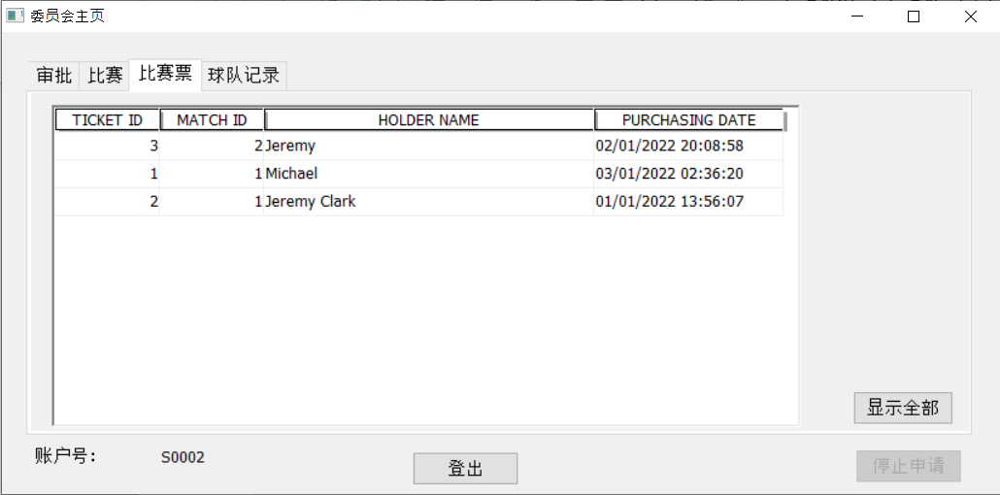 委员会主页
审批 比赛 比赛票 球队记录
TICKET ID MATCH ID HOLDER NAME PURCHASING DATE
3 2 Jeremy 02/01/2022 20:08:58
1 1 Michael 03/01/2022 02:36:20
2 1 Jeremy Clark 01/01/2022 13:56:07
显示全部
账户号: S0002
登出
停止申请